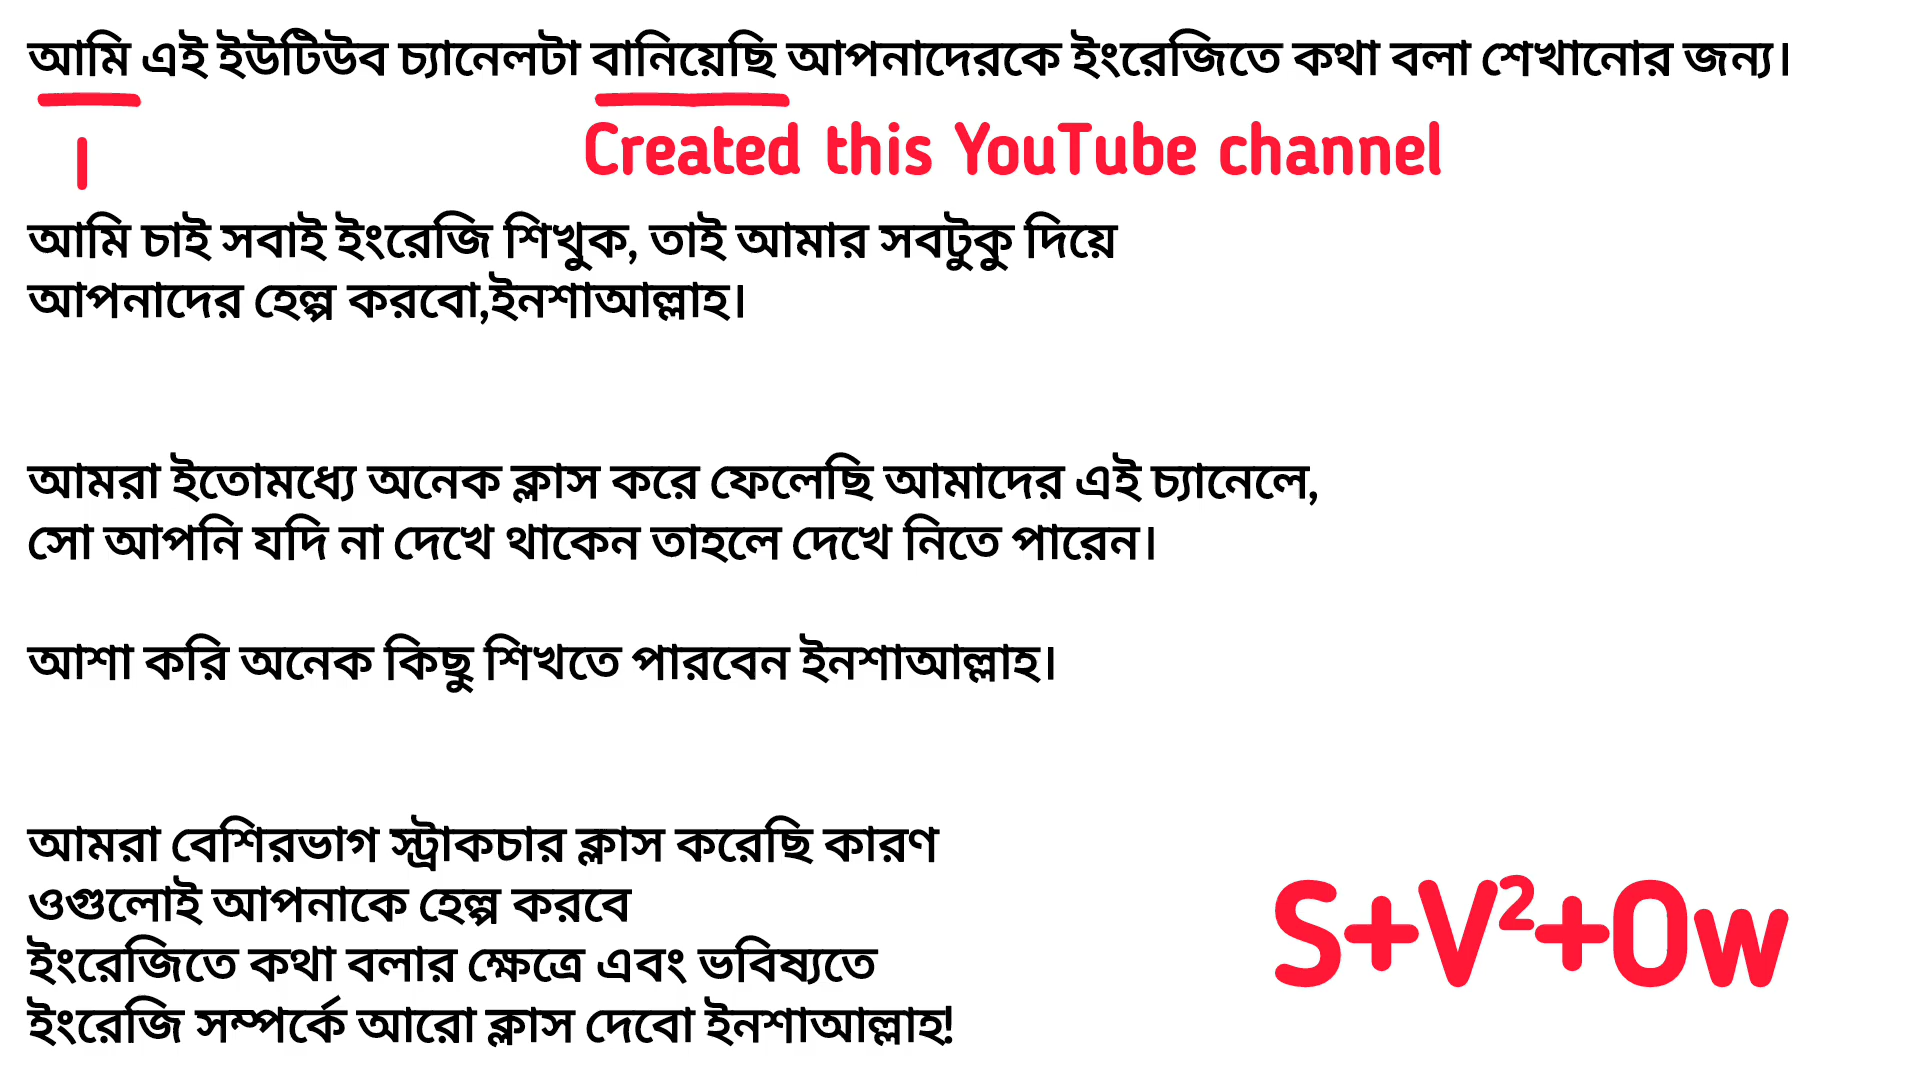 আমি এই ইউটিউব চ্যানেলটা বানিয়েছি আপনাদেরকে ইংরেজিতে কথা বলা শেখানোর জন্য।
I
Created this YouTube channel
আমি চাই সবাই ইংরেজি শিখুক, তাই আমার সবটুকু দিয়ে
আপনাদের হেল্প করবো,ইনশাআল্লাহ।
আমরা ইতোমধ্যে অনেক ক্লাস করে ফেলেছি আমাদের এই চ্যানেলে,
সো আপনি যদি না দেখে থাকেন তাহলে দেখে নিতে পারেন।
আশা করি অনেক কিছু শিখতে পারবেন ইনশাআল্লাহ।
আমরা বেশিরভাগ স্ট্রাকচার ক্লাস করেছি কারণ
ওগুলোই আপনাকে হেল্প করবে
ইংরেজিতে কথা বলার ক্ষেত্রে এবং ভবিষ্যতে
ইংরেজি সম্পর্কে আরো ক্লাস দেবো ইনশাআল্লাহ!
S+V²+Ow